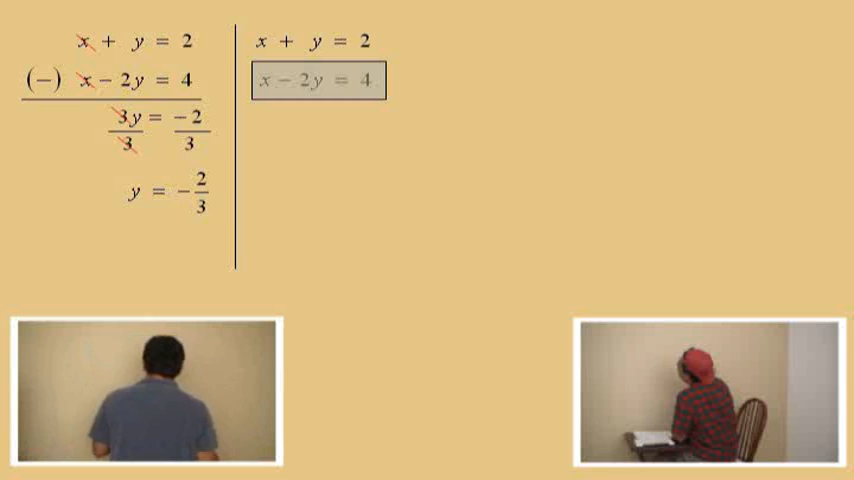 x + y = 2
(−) x − 2y = 4
3y = −2
3 3
y = − 2
3
x + y = 2
x − 2y = 4